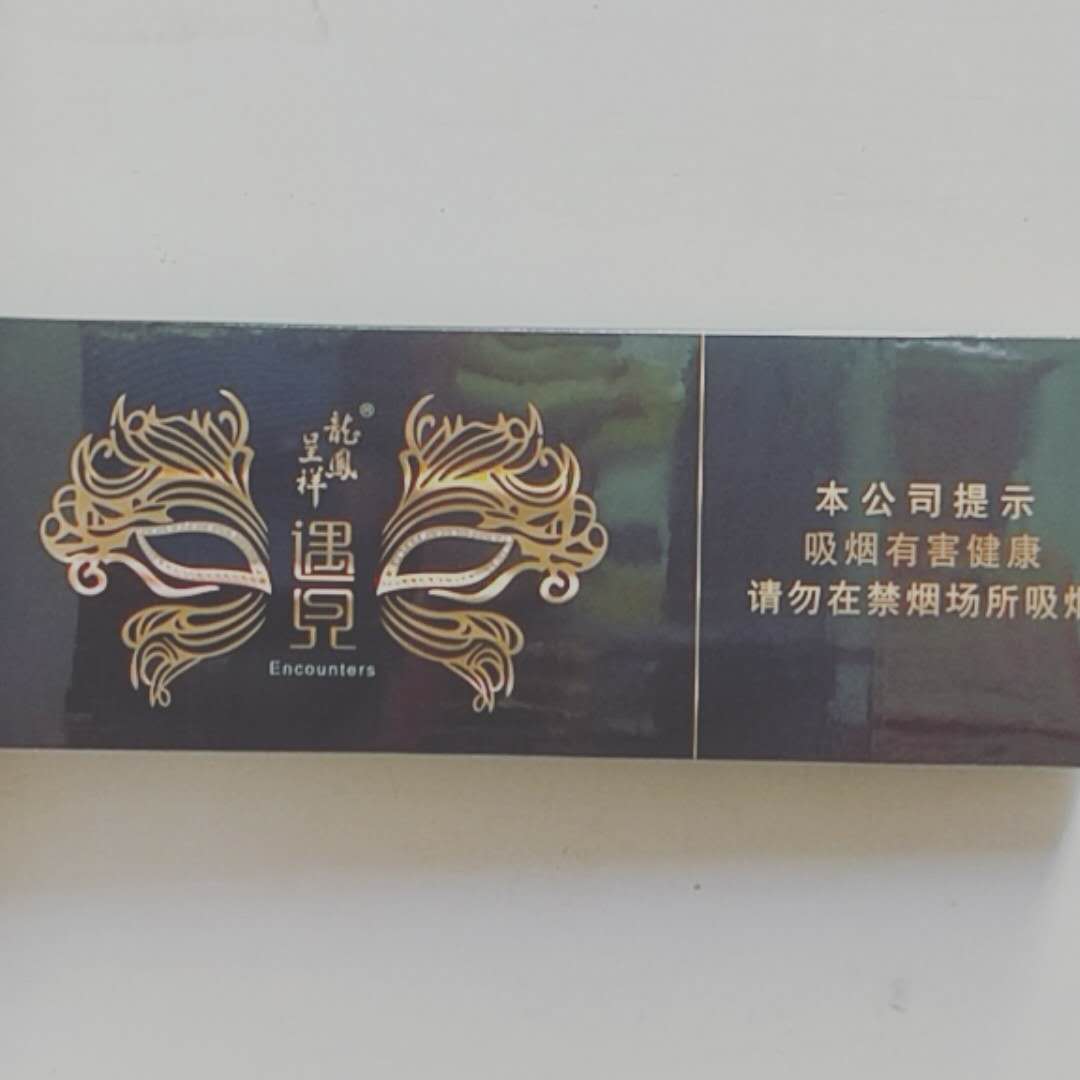 龍鳳®
呈祥
遇见
Encounters
本公司提示
吸烟有害健康
请勿在禁烟场所吸